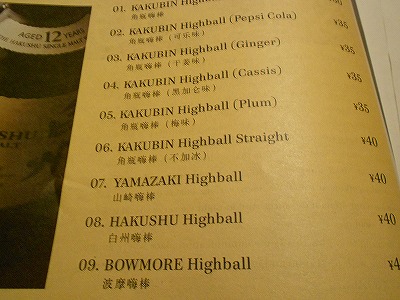 AGED 12 YEARS
THE HAKUSHU SINGLE MALT
SHU
ALT
01. KAKUBIN Highball
角瓶嗨棒
02. KAKUBIN Highball (Pepsi Cola)
角瓶嗨棒（可乐味）
¥35
03. KAKUBIN Highball (Ginger)
角瓶嗨棒（干姜味）
¥35
04. KAKUBIN Highball (Cassis)
角瓶嗨棒（黑加仑味）
¥35
05. KAKUBIN Highball (Plum)
角瓶嗨棒（梅味）
¥35
06. KAKUBIN Highball Straight
角瓶嗨棒（不加冰）
¥40
07. YAMAZAKI Highball
山崎嗨棒
¥40
08. HAKUSHU Highball
白州嗨棒
¥40
09. BOWMORE Highball
波摩嗨棒
¥4